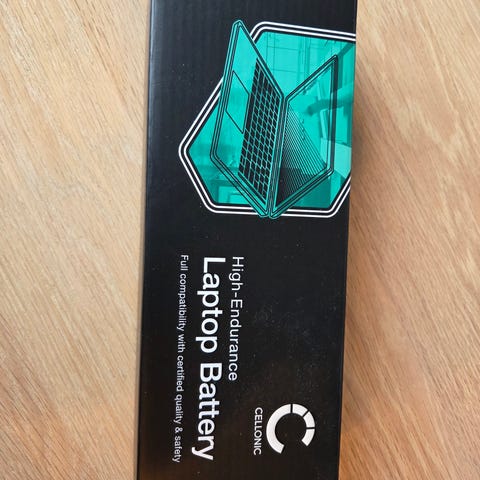 CELLONIC
High-Endurance
Laptop Battery
Full compatibility with certified quality & safety